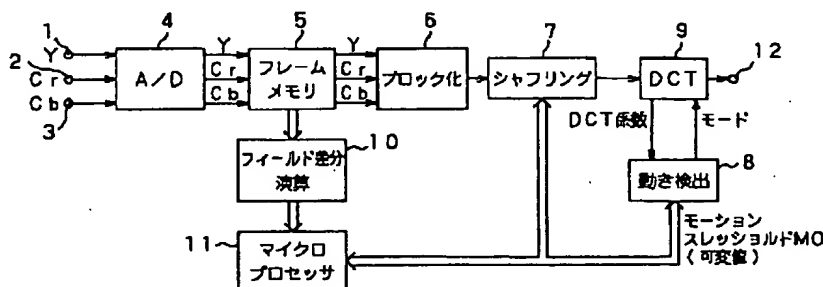 1
Y
2
Cr
Cb
3
4
A/D
Y
Cr
Cb
5
フレーム
メモリ
Y
Cr
Cb
6
ブロック化
7
シャフリング
9
DCT
12
DCT係数
モード
8
動き検出
10
フィールド差分
演算
11
マイクロ
プロセッサ
モーション
スレッショルドMO
(可変値)